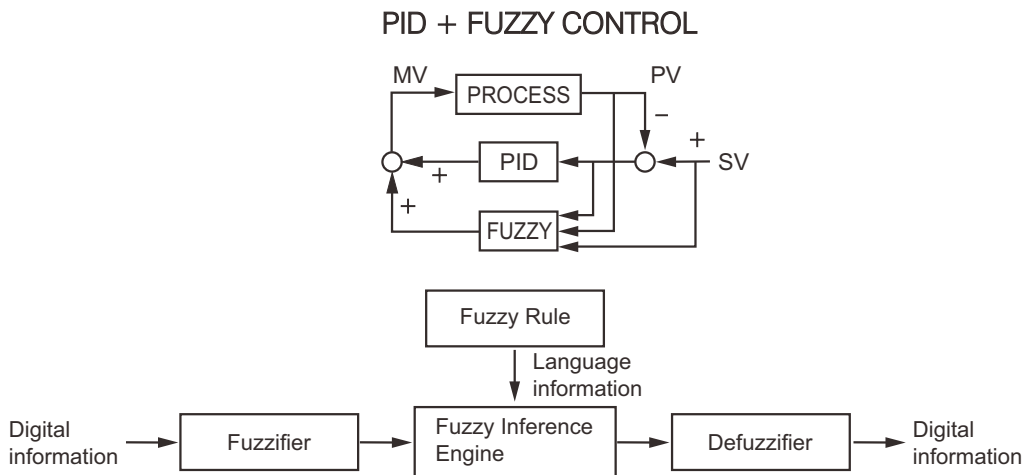 PID + FUZZY CONTROL
MV
PROCESS
PV
−
+
PID
SV
+
+
FUZZY
Fuzzy Rule
Language
information
Digital
information
Fuzzifier
Fuzzy Inference
Engine
Defuzzifier
Digital
information